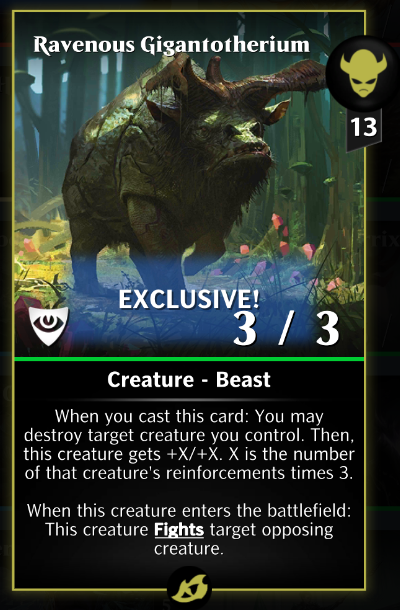 Ravenous Gigantotherium
13
EXCLUSIVE!
3 / 3
Creature - Beast
When you cast this card: You may
destroy target creature you control. Then,
this creature gets +X/+X. X is the number
of that creature's reinforcements times 3.
When this creature enters the battlefield:
This creature Fights target opposing
creature.